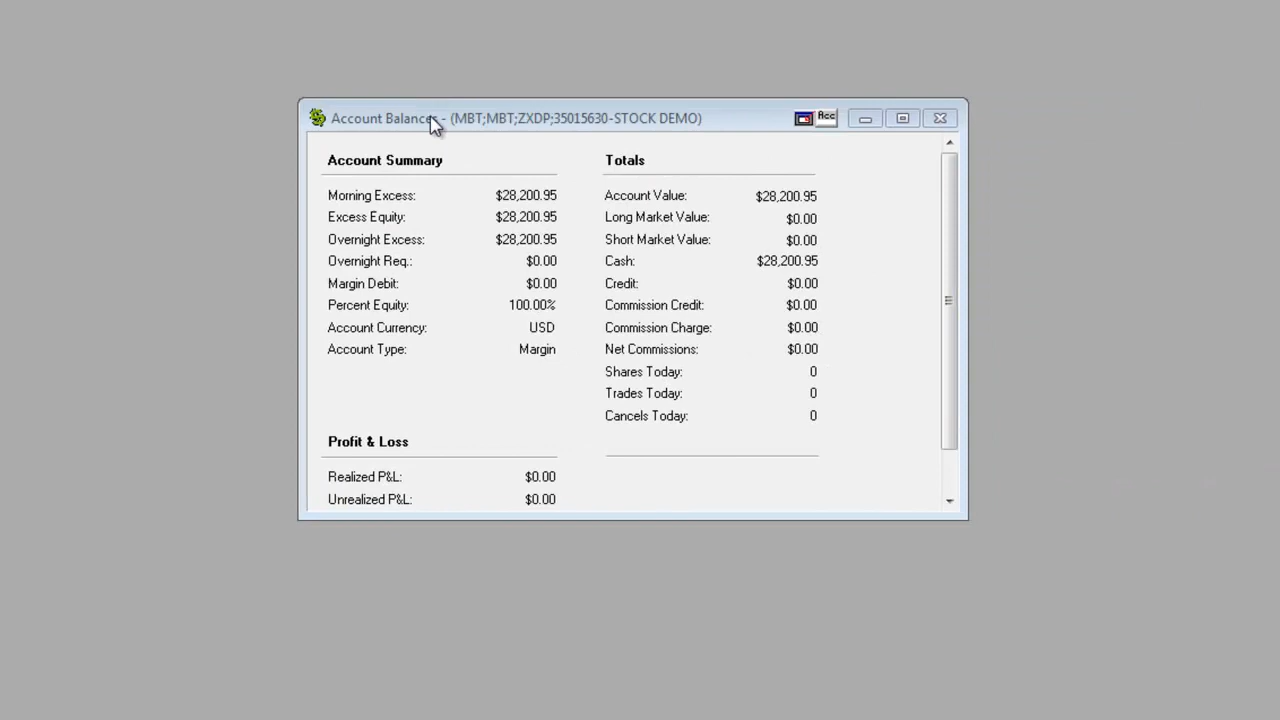 Account Balances - (MBT;MBT;ZXDP;35015630-STOCK DEMO)
Acc
Account Summary
Morning Excess: $28,200.95
Excess Equity: $28,200.95
Overnight Excess: $28,200.95
Overnight Req.: $0.00
Margin Debit: $0.00
Percent Equity: 100.00%
Account Currency: USD
Account Type: Margin
Profit & Loss
Realized P&L: $0.00
Unrealized P&L: $0.00
Totals
Account Value: $28,200.95
Long Market Value: $0.00
Short Market Value: $0.00
Cash: $28,200.95
Credit: $0.00
Commission Credit: $0.00
Commission Charge: $0.00
Net Commissions: $0.00
Shares Today: 0
Trades Today: 0
Cancels Today: 0